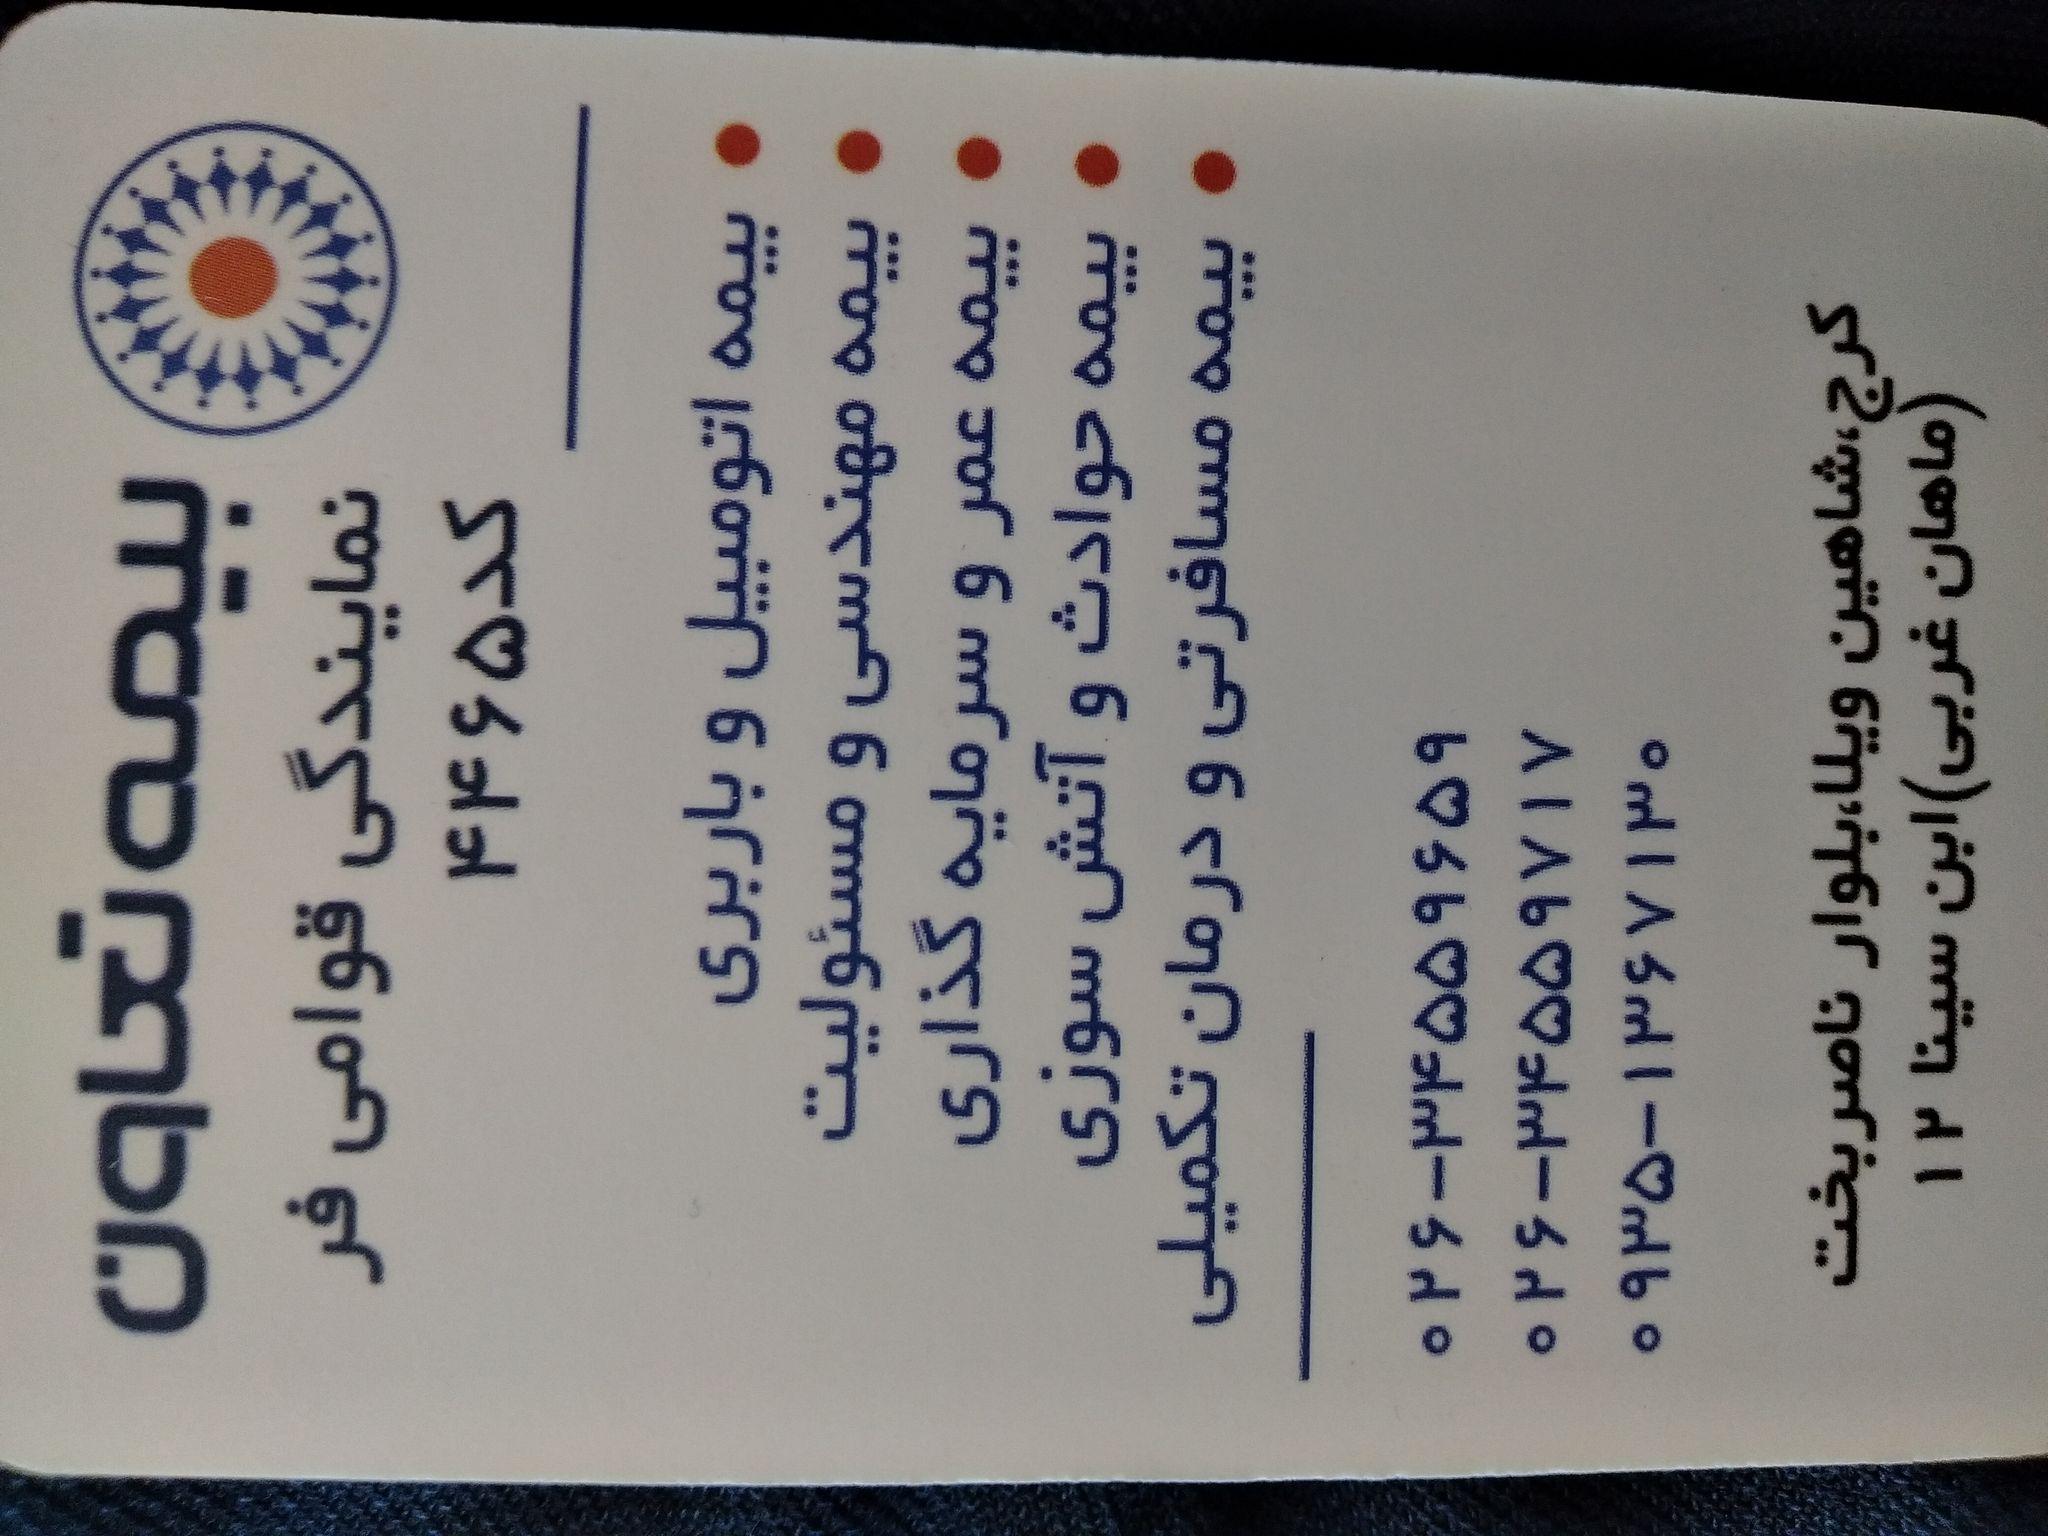 بیمه تعاون
نمایندگی قوامی فر
کد۴۴۶۵
بیمه اتومبیل و باربری
بیمه مهندسی و مسئولیت
بیمه عمر و سرمایه گذاری
بیمه حوادث و آتش سوزی
بیمه مسافرتی و درمان تکمیلی
۰۲۶-۳۴۵۵۹۶۵۹
۰۲۶-۳۴۵۵۹۷۱۷
۰۹۳۵-۱۳۶۷۱۳۰
کرج،شاهین ویلا،بلوار ناصربخت
(ماهان غربی)ابن سینا ۱۲